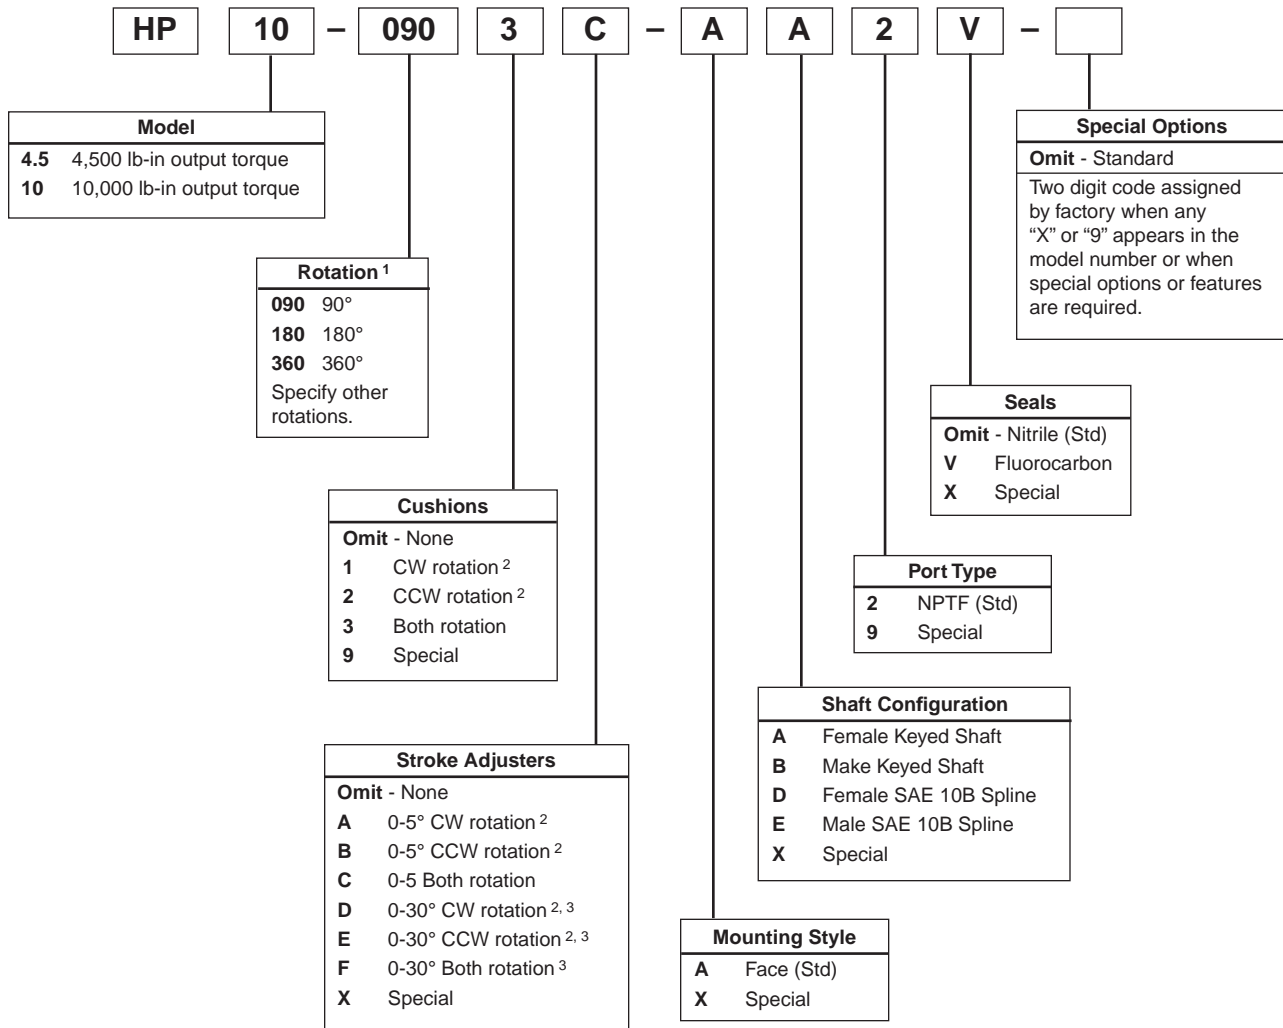 HP 10 – 090 3 C – A A 2 V –
Model
4.5 4,500 lb-in output torque
10 10,000 lb-in output torque
Special Options
Omit - Standard
Two digit code assigned
by factory when any
“X” or “9” appears in the
model number or when
special options or features
are required.
Rotation 1
090 90°
180 180°
360 360°
Specify other
rotations.
Seals
Omit - Nitrile (Std)
V Fluorocarbon
X Special
Cushions
Omit - None
1 CW rotation 2
2 CCW rotation 2
3 Both rotation
9 Special
Port Type
2 NPTF (Std)
9 Special
Shaft Configuration
A Female Keyed Shaft
B Make Keyed Shaft
D Female SAE 10B Spline
E Male SAE 10B Spline
X Special
Stroke Adjusters
Omit - None
A 0-5° CW rotation 2
B 0-5° CCW rotation 2
C 0-5 Both rotation
D 0-30° CW rotation 2, 3
E 0-30° CCW rotation 2, 3
F 0-30° Both rotation 3
X Special
Mounting Style
A Face (Std)
X Special